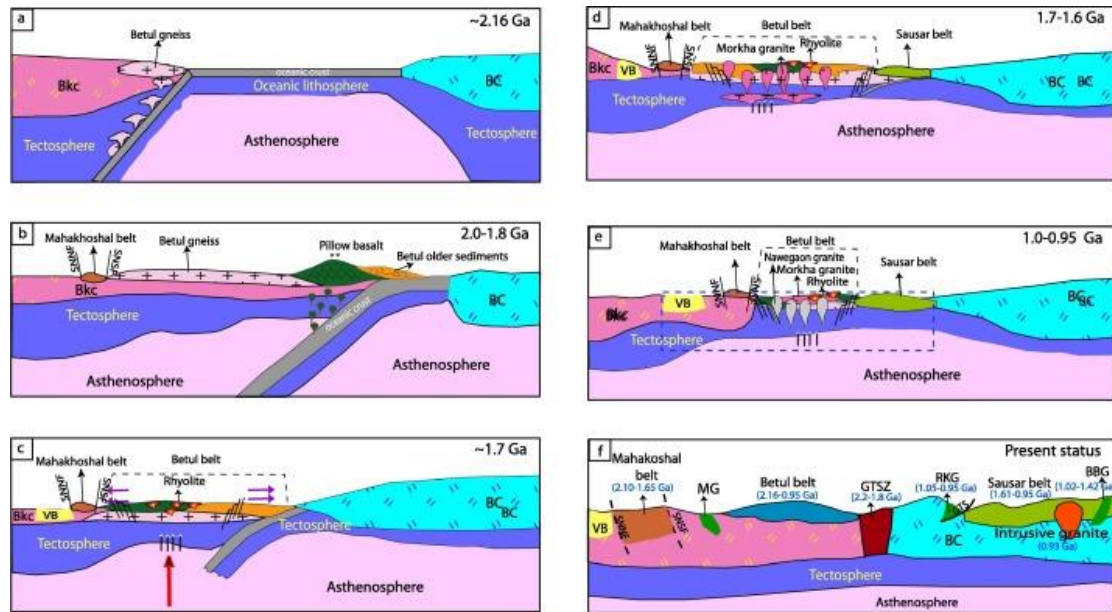 a
~2.16 Ga
Betul gneiss
oceanic crust
Bkc
Oceanic lithosphere
BC
Tectosphere
Asthenosphere
Tectosphere
b
2.0-1.8 Ga
Mahakhoshal belt
Betul gneiss
Pillow basalt
Betul older sediments
SNNF
SNSF
Bkc
BC
Tectosphere
oceanic crust
Asthenosphere
Asthenosphere
c
~1.7 Ga
Mahakhoshal belt
Betul belt
Rhyolite
SNNF
SNSF
Bkc
VB
BC
BC
Tectosphere
Tectosphere
Asthenosphere
d
1.7-1.6 Ga
Mahakhoshal belt
Betul belt
Morkha granite
Rhyolite
Sausar belt
SNNF
SNSF
Bkc
VB
BC
Tectosphere
Asthenosphere
e
1.0-0.95 Ga
Mahakhoshal belt
Betul belt
Nawegaon granite
Morkha granite
Rhyolite
Sausar belt
SNNF
VB
BC
BC
Bkc
Tectosphere
Asthenosphere
f
Present status
Mahakoshal
belt
(2.10-1.65 Ga)
MG
Betul belt
(2.16-0.95 Ga)
GTSZ
(2.2-1.8 Ga)
RKG
(1.05-0.95 Ga)
Sausar belt
(1.61-0.95 Ga)
BBG
(1.02-1.42 Ga)
VB
SNSF
BC
Intrusive granite
(0.93 Ga)
Tectosphere
Asthenosphere